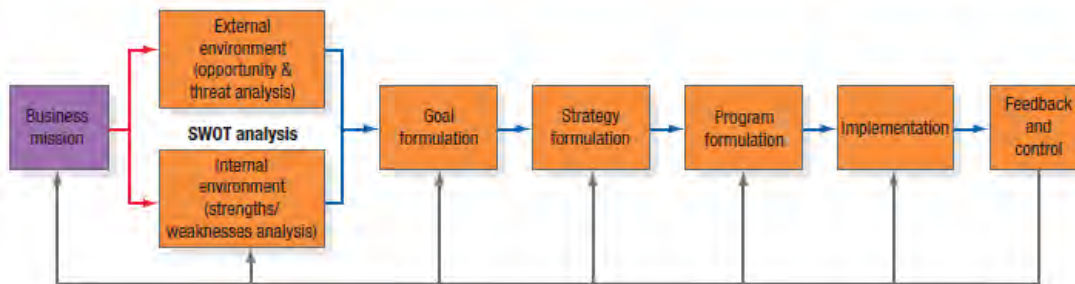 Business
mission
External
environment
(opportunity &
threat analysis)
SWOT analysis
Internal
environment
(strengths/
weaknesses analysis)
Goal
formulation
Strategy
formulation
Program
formulation
Implementation
Feedback
and
control